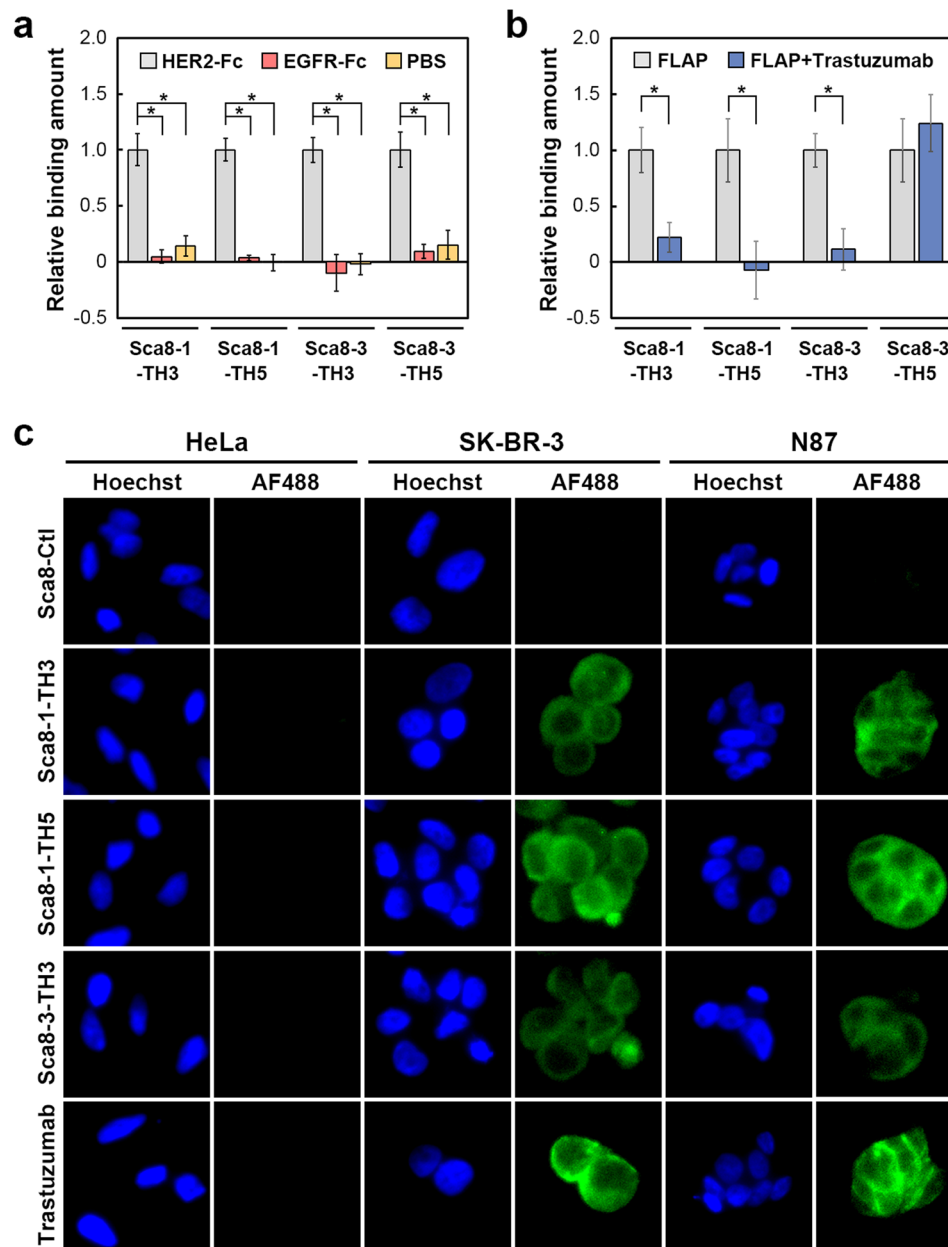 a
2.0
1.5
1.0
0.5
0
-0.5
Relative binding amount
HER2-Fc EGFR-Fc PBS
* * * *
* * * *
Sca8-1 Sca8-1 Sca8-3 Sca8-3
-TH3 -TH5 -TH3 -TH5
b
2.0
1.5
1.0
0.5
0
-0.5
Relative binding amount
FLAP FLAP+Trastuzumab
* * *
Sca8-1 Sca8-1 Sca8-3 Sca8-3
-TH3 -TH5 -TH3 -TH5
c
HeLa SK-BR-3 N87
Hoechst AF488 Hoechst AF488 Hoechst AF488
Sca8-Ctl
Sca8-1-TH3
Sca8-1-TH5
Sca8-3-TH3
Trastuzumab